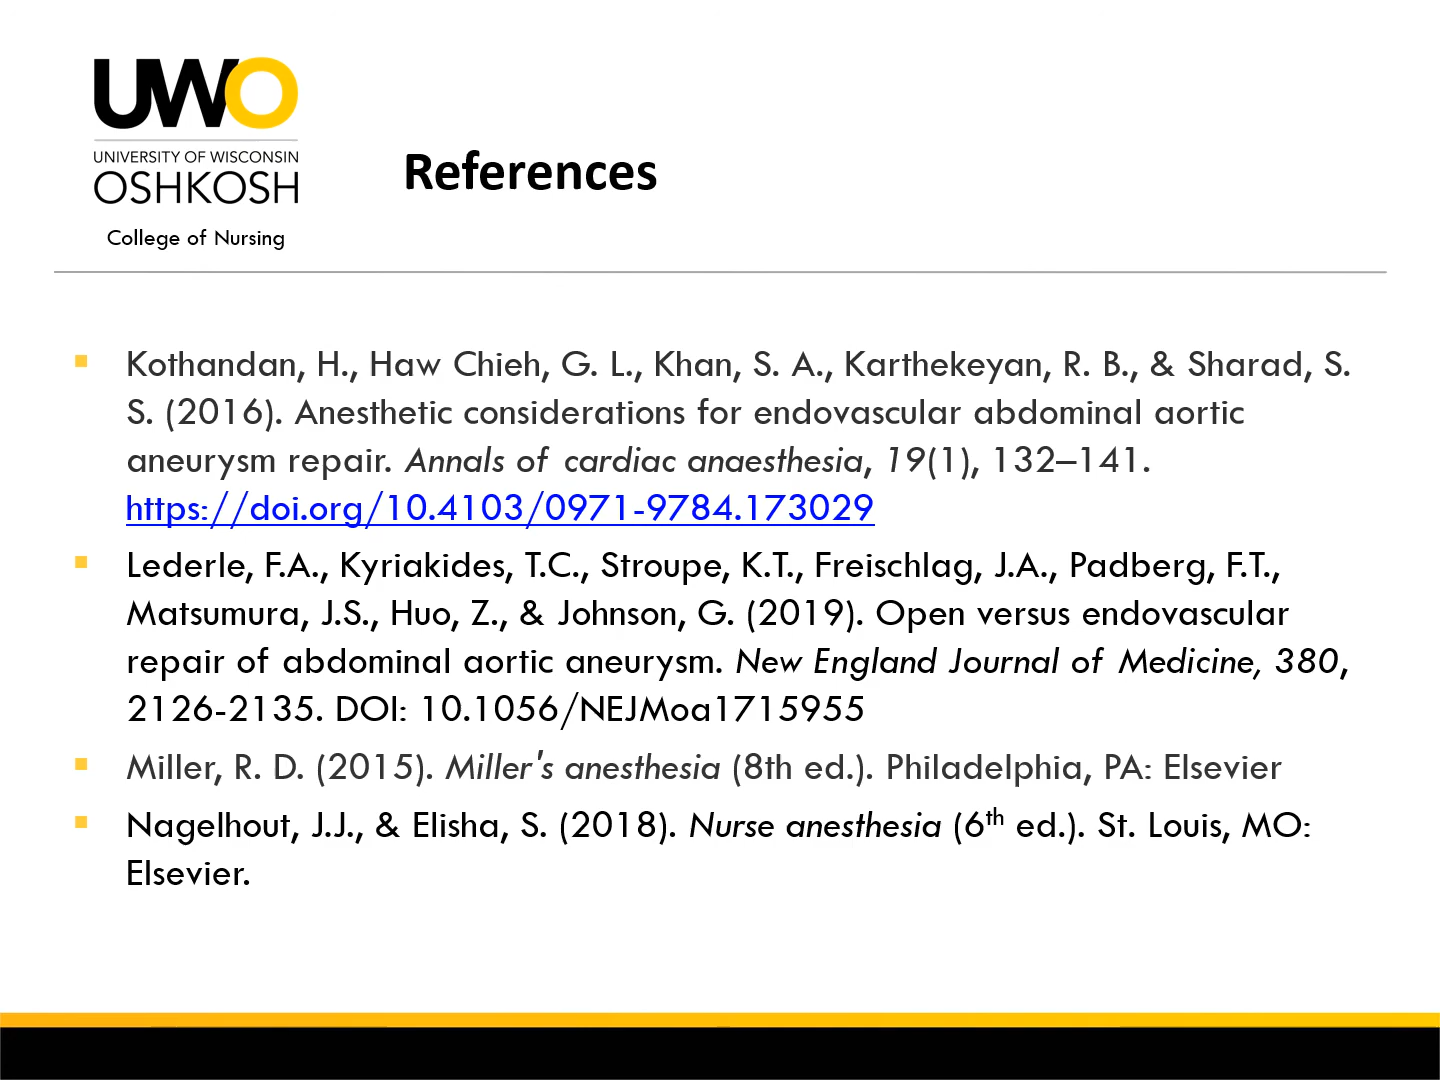 UWO
UNIVERSITY OF WISCONSIN
OSHKOSH
College of Nursing
References
Kothandan, H., Haw Chieh, G. L., Khan, S. A., Karthekeyan, R. B., & Sharad, S.
S. (2016). Anesthetic considerations for endovascular abdominal aortic
aneurysm repair. Annals of cardiac anaesthesia, 19(1), 132–141.
https://doi.org/10.4103/0971-9784.173029
Lederle, F.A., Kyriakides, T.C., Stroupe, K.T., Freischlag, J.A., Padberg, F.T.,
Matsumura, J.S., Huo, Z., & Johnson, G. (2019). Open versus endovascular
repair of abdominal aortic aneurysm. New England Journal of Medicine, 380,
2126-2135. DOI: 10.1056/NEJMoa1715955
Miller, R. D. (2015). Miller's anesthesia (8th ed.). Philadelphia, PA: Elsevier
Nagelhout, J.J., & Elisha, S. (2018). Nurse anesthesia (6th ed.). St. Louis, MO:
Elsevier.